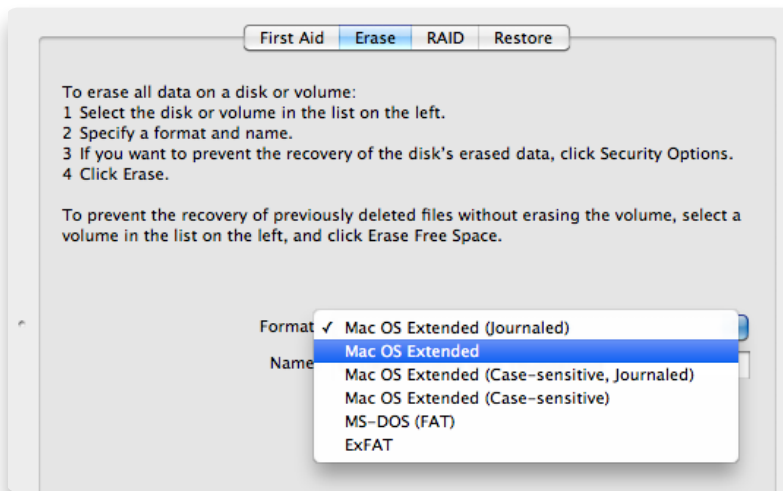 First Aid Erase RAID Restore
To erase all data on a disk or volume:
1 Select the disk or volume in the list on the left.
2 Specify a format and name.
3 If you want to prevent the recovery of the disk's erased data, click Security Options.
4 Click Erase.
To prevent the recovery of previously deleted files without erasing the volume, select a
volume in the list on the left, and click Erase Free Space.
Format ✓ Mac OS Extended (Journaled)
Name Mac OS Extended
Mac OS Extended (Case-sensitive, Journaled)
Mac OS Extended (Case-sensitive)
MS-DOS (FAT)
ExFAT